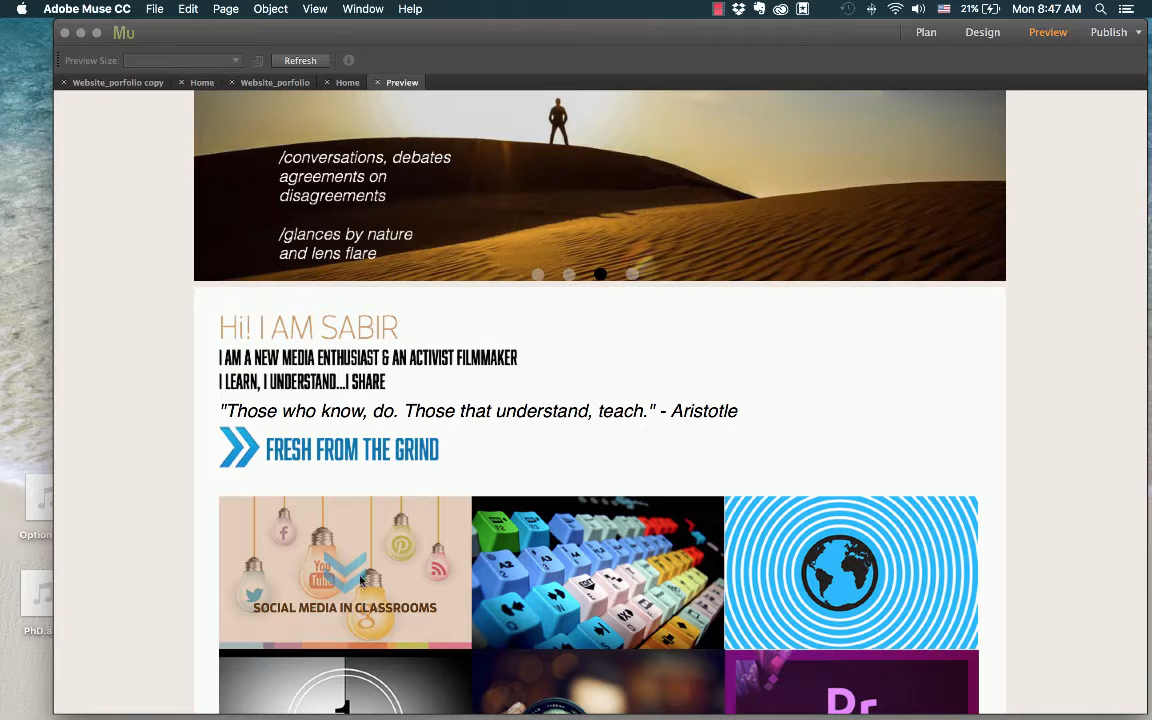 Adobe Muse CC File Edit Page Object View Window Help 21% Mon 8:47 AM
Mu Plan Design Preview Publish
Preview Size: Refresh
Website_porfolio copy Home Website_porfolio Home Preview
/conversations, debates
agreements on
disagreements
/glances by nature
and lens flare
Hi! I AM SABIR
I AM A NEW MEDIA ENTHUSIAST & AN ACTIVIST FILMMAKER
I LEARN, I UNDERSTAND...I SHARE
"Those who know, do. Those that understand, teach." - Aristotle
FRESH FROM THE GRIND
You
Tube
SOCIAL MEDIA IN CLASSROOMS
Option
PhD.a
Pr